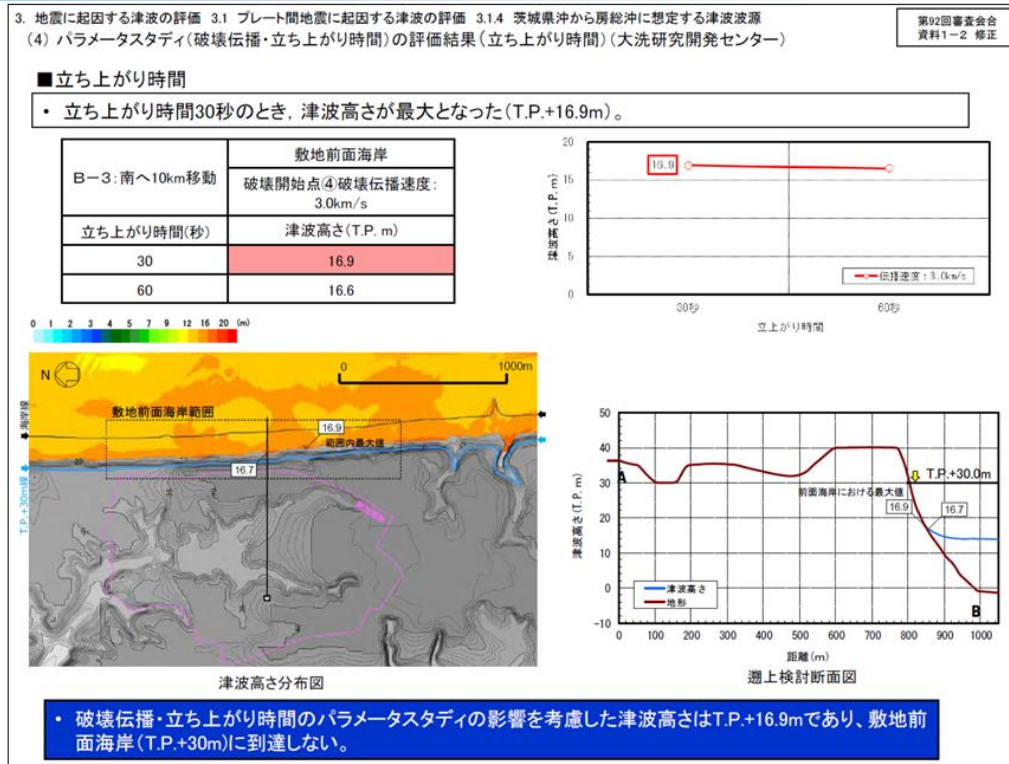 3. 地震に起因する津波の評価 3.1 プレート間地震に起因する津波の評価 3.1.4 茨城県沖から房総沖に想定する津波波源
(4) パラメータスタディ(破壊伝播・立ち上がり時間)の評価結果(立ち上がり時間)(大洗研究開発センター)
第92回審査会合
資料1-2 修正
■立ち上がり時間
・ 立ち上がり時間30秒のとき,津波高さが最大となった(T.P.+16.9m)。
B-3:南へ10km移動
敷地前面海岸
破壊開始点④破壊伝播速度:
3.0km/s
立ち上がり時間(秒) 津波高さ(T.P. m)
30 16.9
60 16.6
津波高さ(T.P. m)
20
15
10
5
0
16.9
伝播速度:3.0km/s
30秒 60秒
立上がり時間
0 1 2 3 4 5 7 9 12 16 20 (m)
N
0 1000m
海岸線
T.P.+30m線
敷地前面海岸範囲
16.9
範囲内最大値
16.7
津波高さ分布図
津波高さ(T.P. m)
50
40
30
20
10
0
-10
A
T.P.+30.0m
前面海岸における最大値
16.9
16.7
津波高さ
地形
B
0 100 200 300 400 500 600 700 800 900 1000
距離(m)
遡上検討断面図
・ 破壊伝播・立ち上がり時間のパラメータスタディの影響を考慮した津波高さはT.P.+16.9mであり、敷地前
面海岸(T.P.+30m)に到達しない。